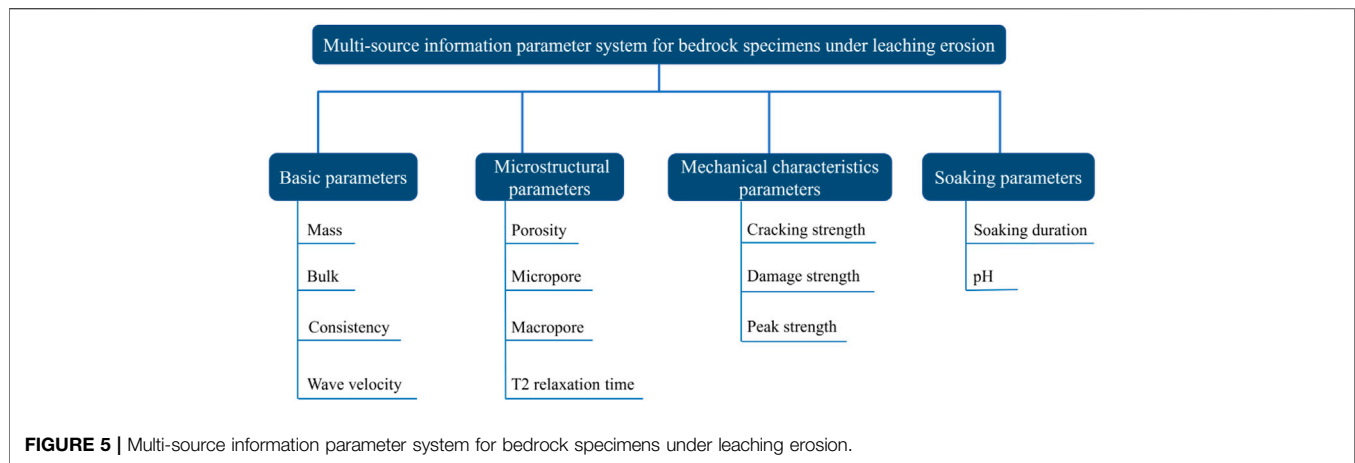 Multi-source information parameter system for bedrock specimens under leaching erosion
Basic parameters
Mass
Bulk
Consistency
Wave velocity
Microstructural
parameters
Porosity
Micropore
Macropore
T2 relaxation time
Mechanical characteristics
parameters
Cracking strength
Damage strength
Peak strength
Soaking parameters
Soaking duration
pH
FIGURE 5 | Multi-source information parameter system for bedrock specimens under leaching erosion.